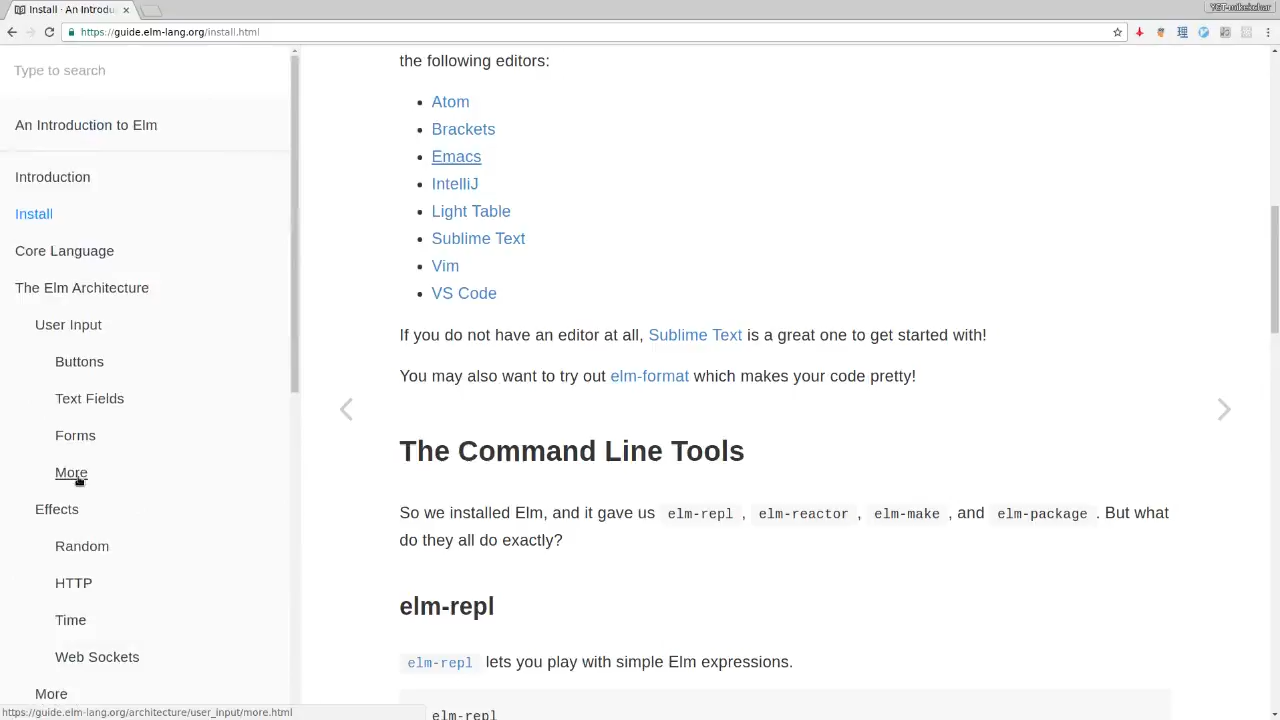 Install · An Introdu
YGT-mikekchar
https://guide.elm-lang.org/install.html
Type to search
An Introduction to Elm
Introduction
Install
Core Language
The Elm Architecture
User Input
Buttons
Text Fields
Forms
More
Effects
Random
HTTP
Time
Web Sockets
More
https://guide.elm-lang.org/architecture/user_input/more.html
the following editors:
Atom
Brackets
Emacs
IntelliJ
Light Table
Sublime Text
Vim
VS Code
If you do not have an editor at all, Sublime Text is a great one to get started with!
You may also want to try out elm-format which makes your code pretty!
The Command Line Tools
So we installed Elm, and it gave us elm-repl , elm-reactor , elm-make , and elm-package . But what
do they all do exactly?
elm-repl
elm-repl lets you play with simple Elm expressions.
elm-repl